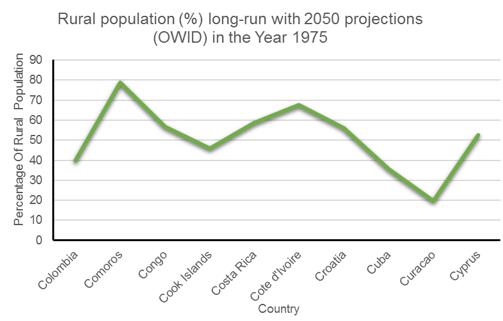 Rural population (%) long-run with 2050 projections
(OWID) in the Year 1975
Percentage Of Rural Population
90
80
70
60
50
40
30
20
10
0
Colombia
Comoros
Congo
Cook Islands
Costa Rica
Cote d'Ivoire
Croatia
Cuba
Curacao
Cyprus
Country